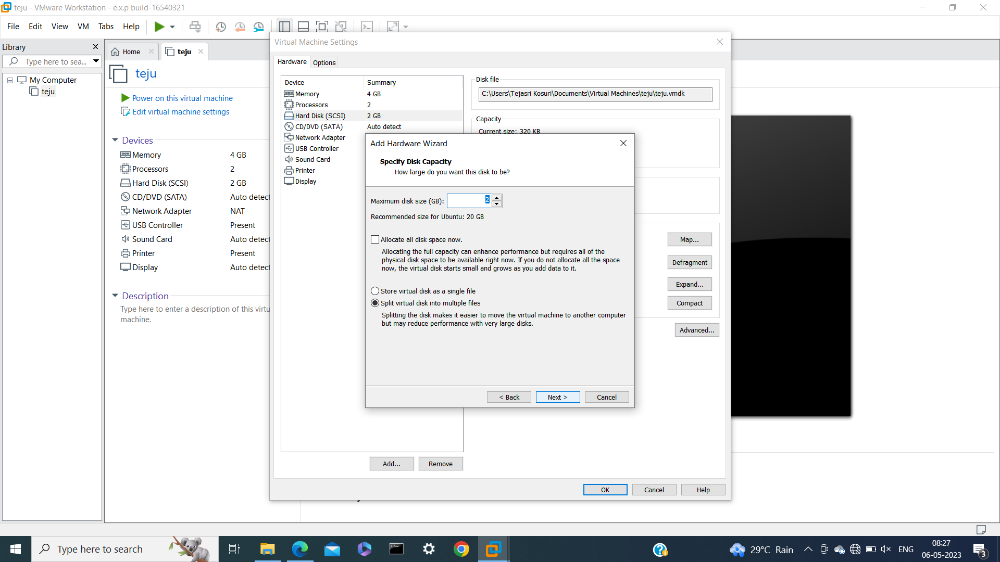 teju - VMware Workstation - e.x.p build-16540321
File Edit View VM Tabs Help
Library
Type here to sea...
My Computer
teju
Home
teju
teju
Power on this virtual machine
Edit virtual machine settings
Devices
Memory 4 GB
Processors 2
Hard Disk (SCSI) 2 GB
CD/DVD (SATA) Auto detect
Network Adapter NAT
USB Controller Present
Sound Card Auto detect
Printer Present
Display Auto detect
Description
Type here to enter a description of this virtu
machine.
Virtual Machine Settings
Hardware Options
Device Summary
Memory 4 GB
Processors 2
Hard Disk (SCSI) 2 GB
CD/DVD (SATA) Auto detect
Network Adapter
USB Controller
Sound Card
Printer
Display
Add... Remove
Disk file
C:\Users\Tejasri Kosuri\Documents\Virtual Machines\teju\teju.vmdk
Capacity
Current size: 320 KB
Map...
Defragment
Expand...
Compact
Advanced...
OK Cancel Help
Add Hardware Wizard
Specify Disk Capacity
How large do you want this disk to be?
Maximum disk size (GB): 2
Recommended size for Ubuntu: 20 GB
Allocate all disk space now.
Allocating the full capacity can enhance performance but requires all of the
physical disk space to be available right now. If you do not allocate all the space
now, the virtual disk starts small and grows as you add data to it.
Store virtual disk as a single file
Split virtual disk into multiple files
Splitting the disk makes it easier to move the virtual machine to another computer
but may reduce performance with very large disks.
< Back Next > Cancel
Type here to search
29°C Rain
ENG
08:27
06-05-2023
3